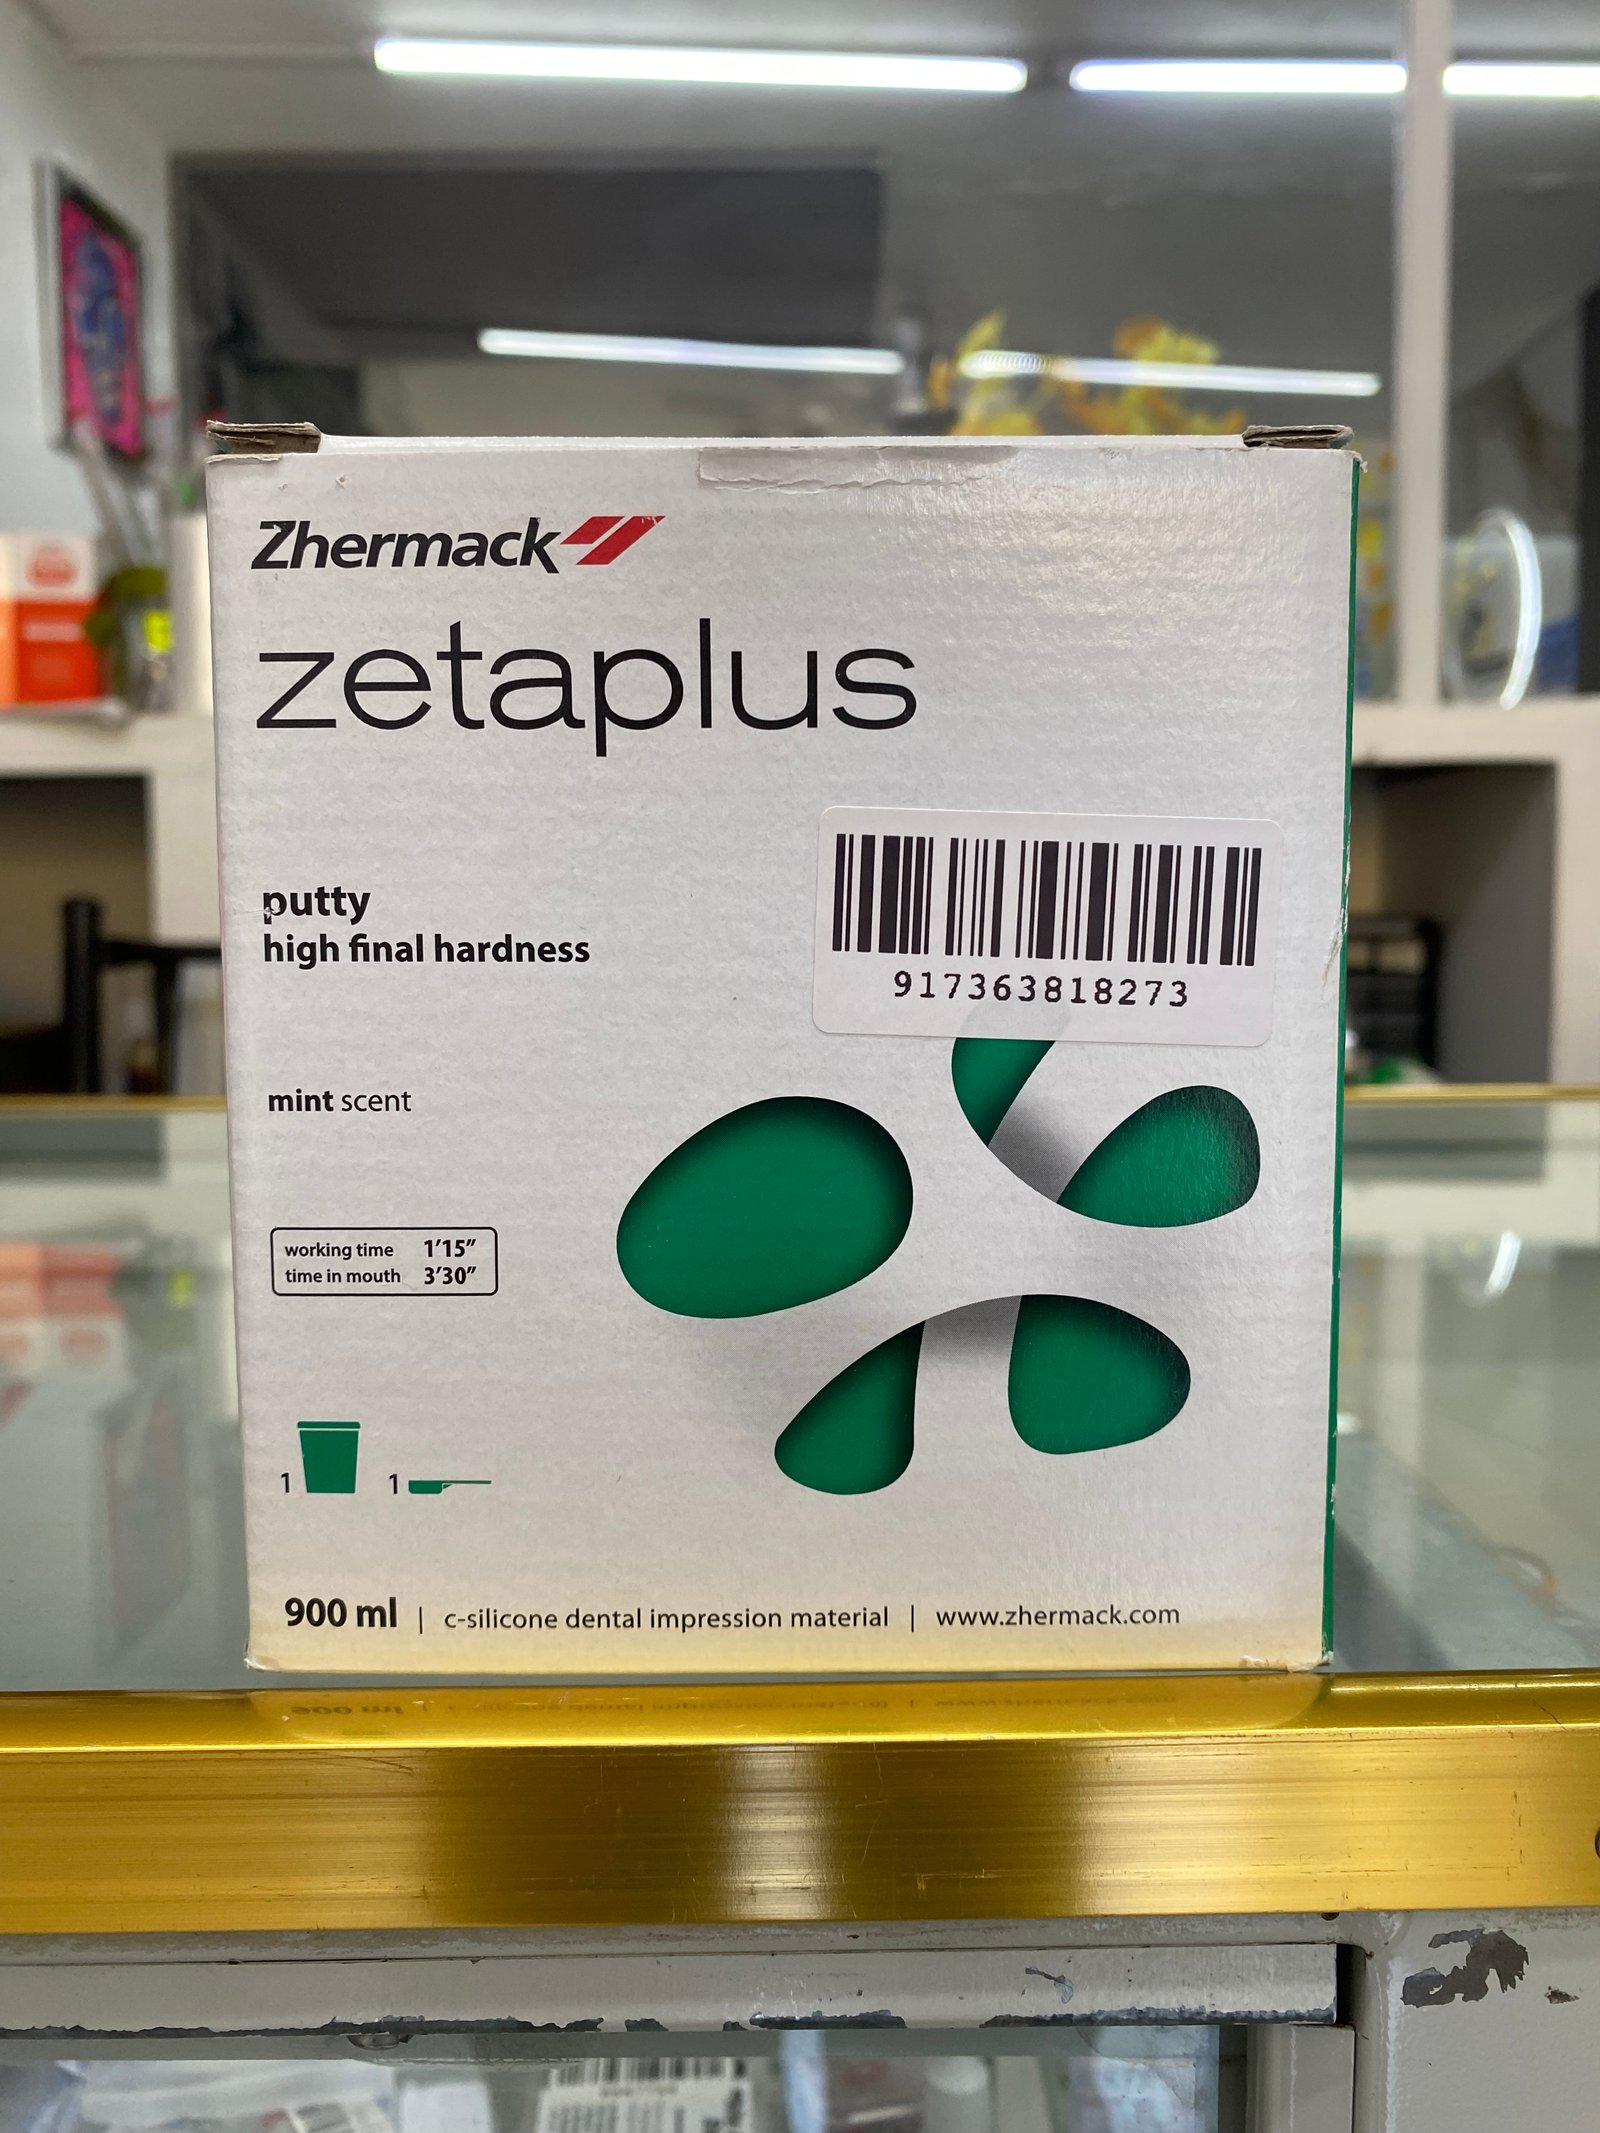 Zhermack
zetaplus
putty
high final hardness
917363818273
mint scent
working time 1'15"
time in mouth 3'30"
1 1
900 ml | c-silicone dental impression material | www.zhermack.com